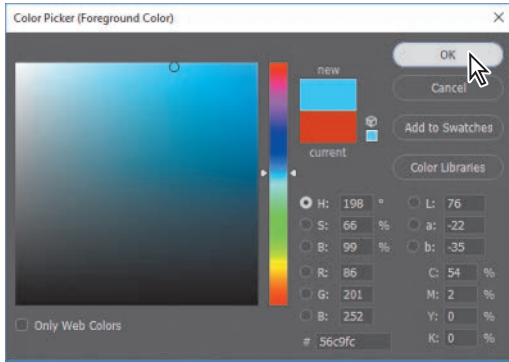 Color Picker (Foreground Color)
OK
new
Cancel
Add to Swatches
current
Color Libraries
H: 198 ° L: 76
S: 66 % a: -22
B: 99 % b: -35
R: 86 C: 54 %
G: 201 M: 2 %
B: 252 Y: 0 %
# 56c9fc K: 0 %
Only Web Colors